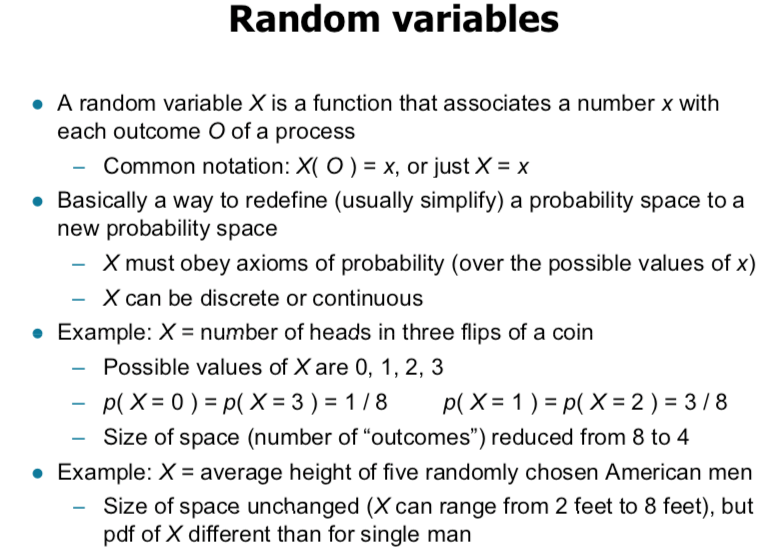 Random variables
● A random variable X is a function that associates a number x with
each outcome O of a process
– Common notation: X( O ) = x, or just X = x
● Basically a way to redefine (usually simplify) a probability space to a
new probability space
– X must obey axioms of probability (over the possible values of x)
– X can be discrete or continuous
● Example: X = number of heads in three flips of a coin
– Possible values of X are 0, 1, 2, 3
– p( X = 0 ) = p( X = 3 ) = 1 / 8 p( X = 1 ) = p( X = 2 ) = 3 / 8
– Size of space (number of “outcomes”) reduced from 8 to 4
● Example: X = average height of five randomly chosen American men
– Size of space unchanged (X can range from 2 feet to 8 feet), but
pdf of X different than for single man